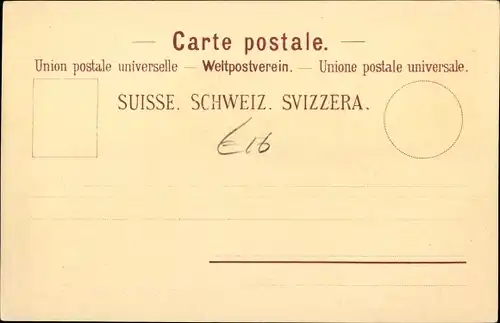 — Carte postale. —
Union postale universelle — Weltpostverein. — Unione postale universale.
SUISSE. SCHWEIZ. SVIZZERA.
€16